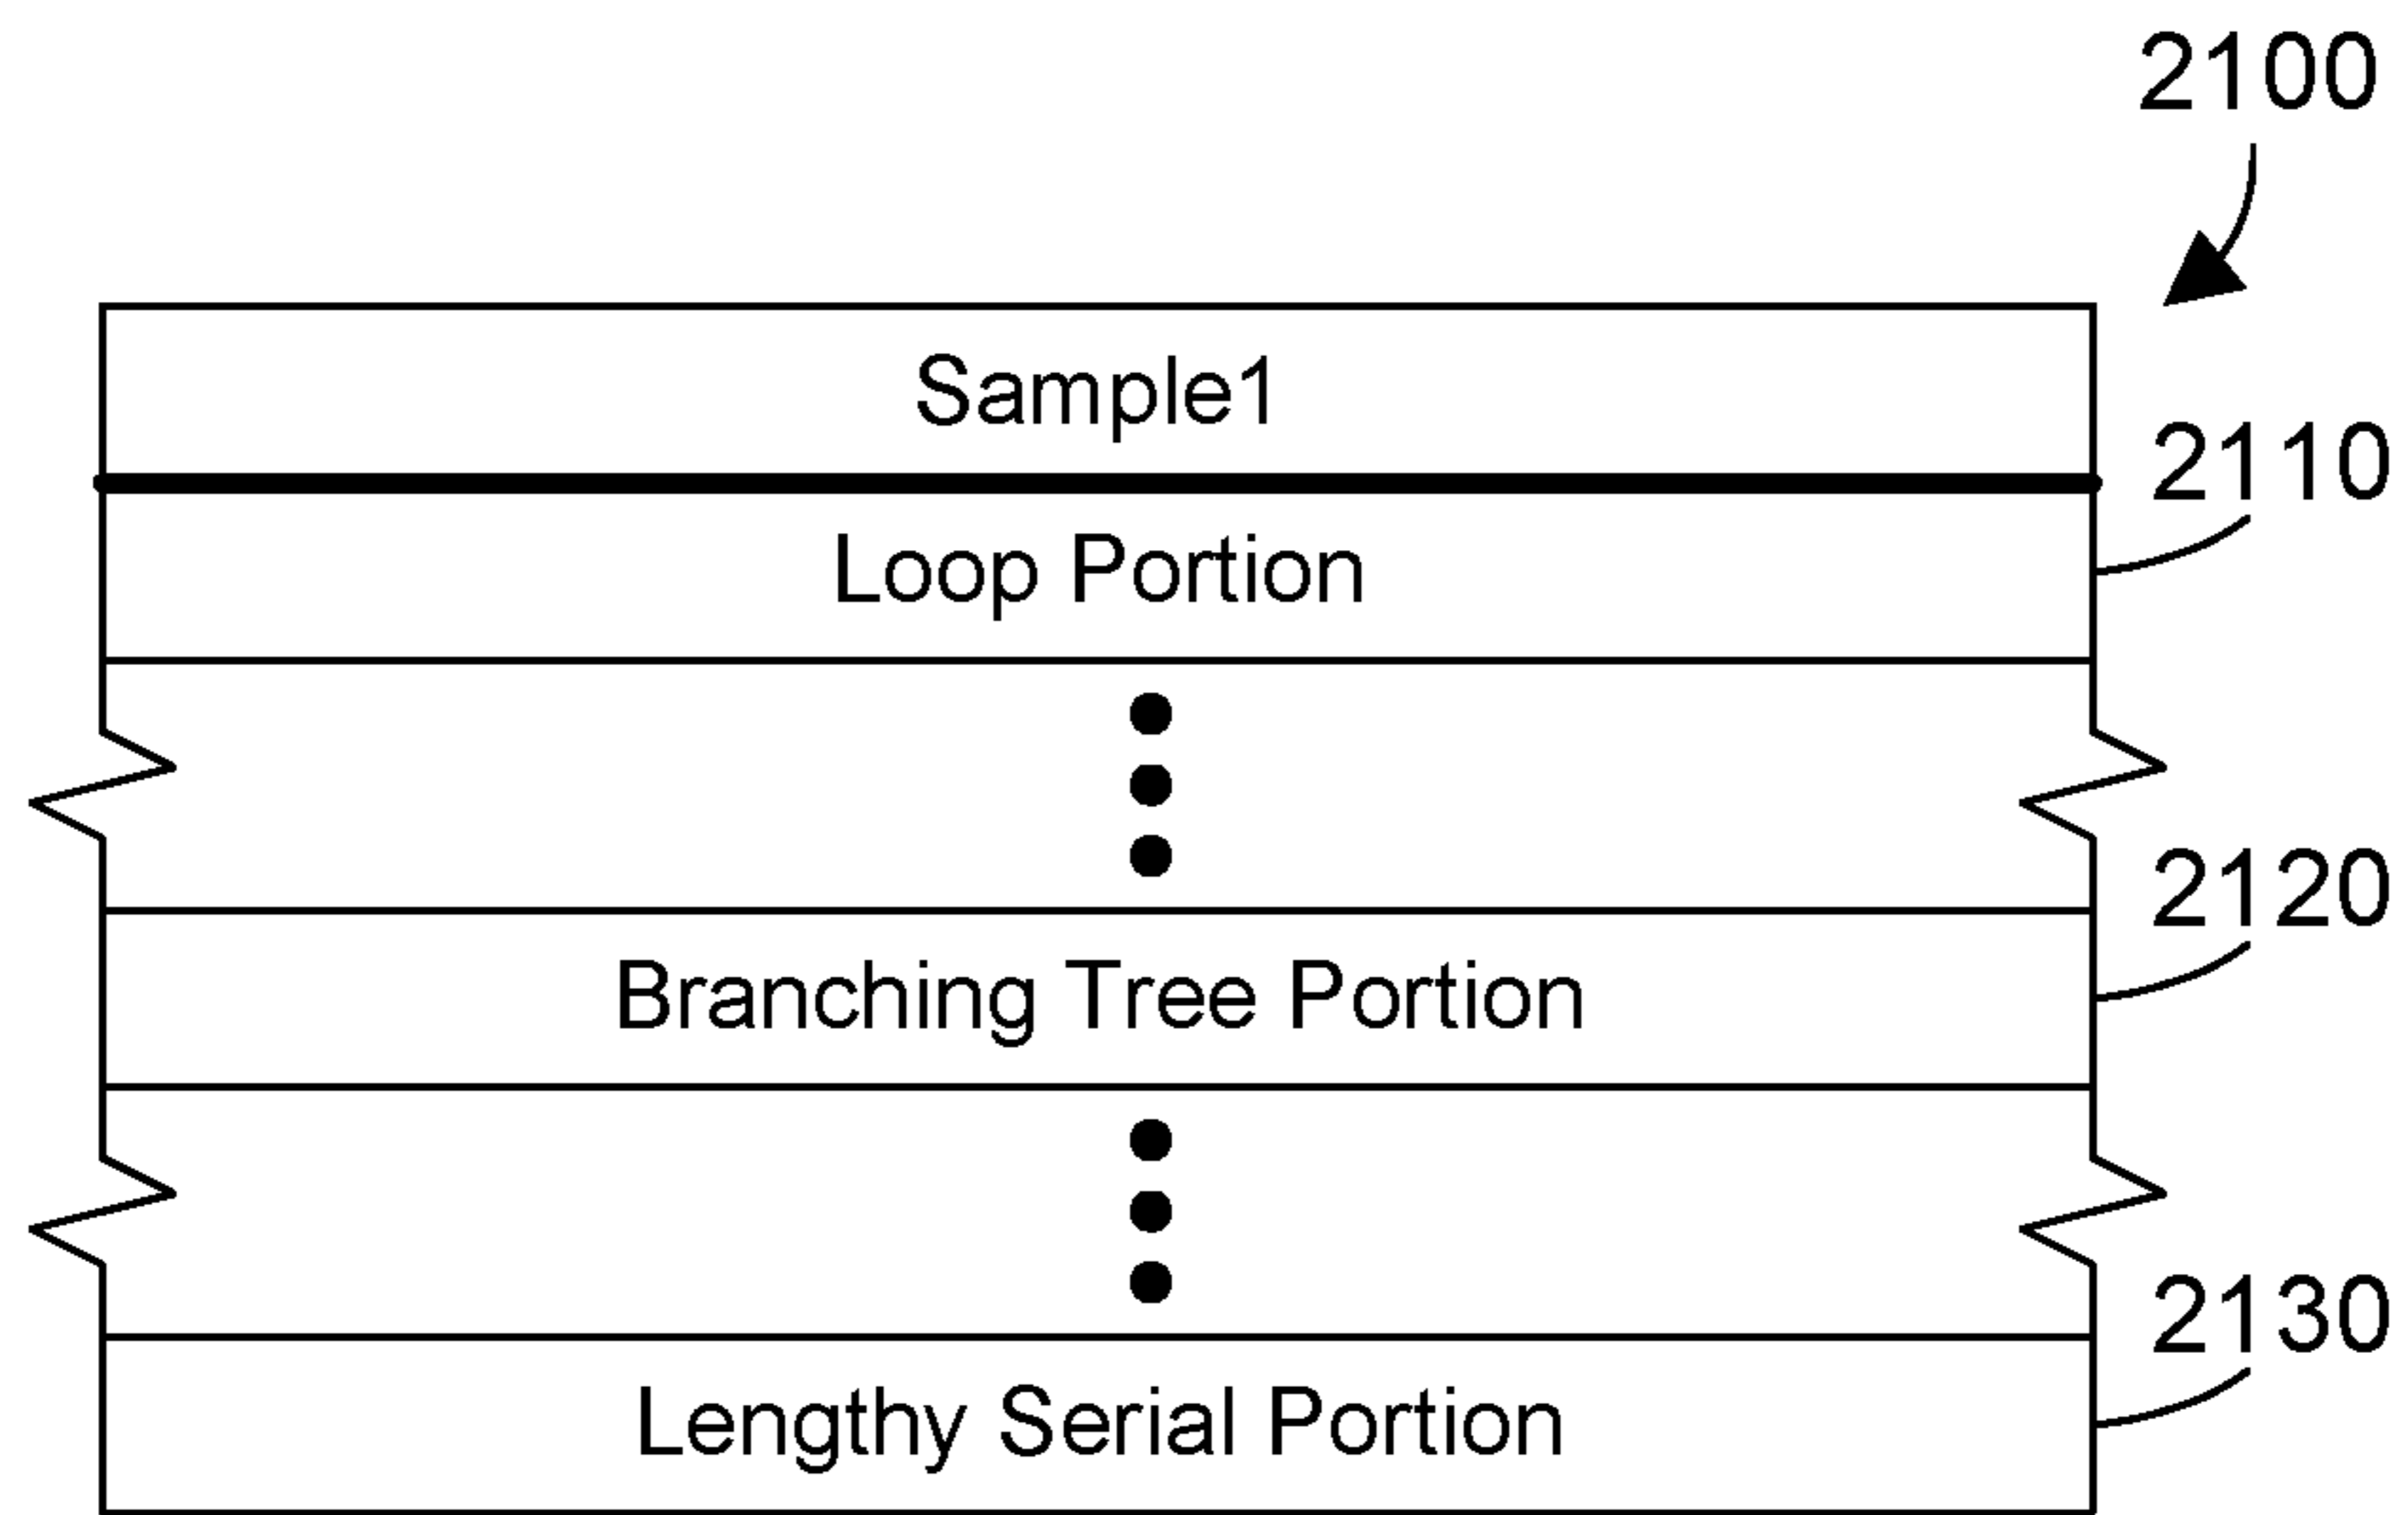 2100
Sample1
2110
Loop Portion
2120
Branching Tree Portion
2130
Lengthy Serial Portion